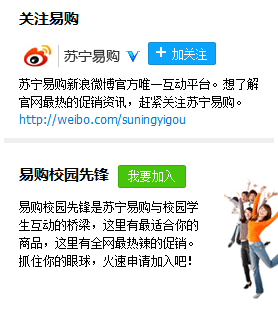 关注易购
苏宁易购
+ 加关注
苏宁易购新浪微博官方唯一互动平台。想了解
官网最热的促销资讯，赶紧关注苏宁易购。
http://weibo.com/suningyigou
易购校园先锋
我要加入
易购校园先锋是苏宁易购与校园学
生互动的桥梁，这里有最适合你的
商品，这里有全网最热辣的促销。
抓住你的眼球，火速申请加入吧！